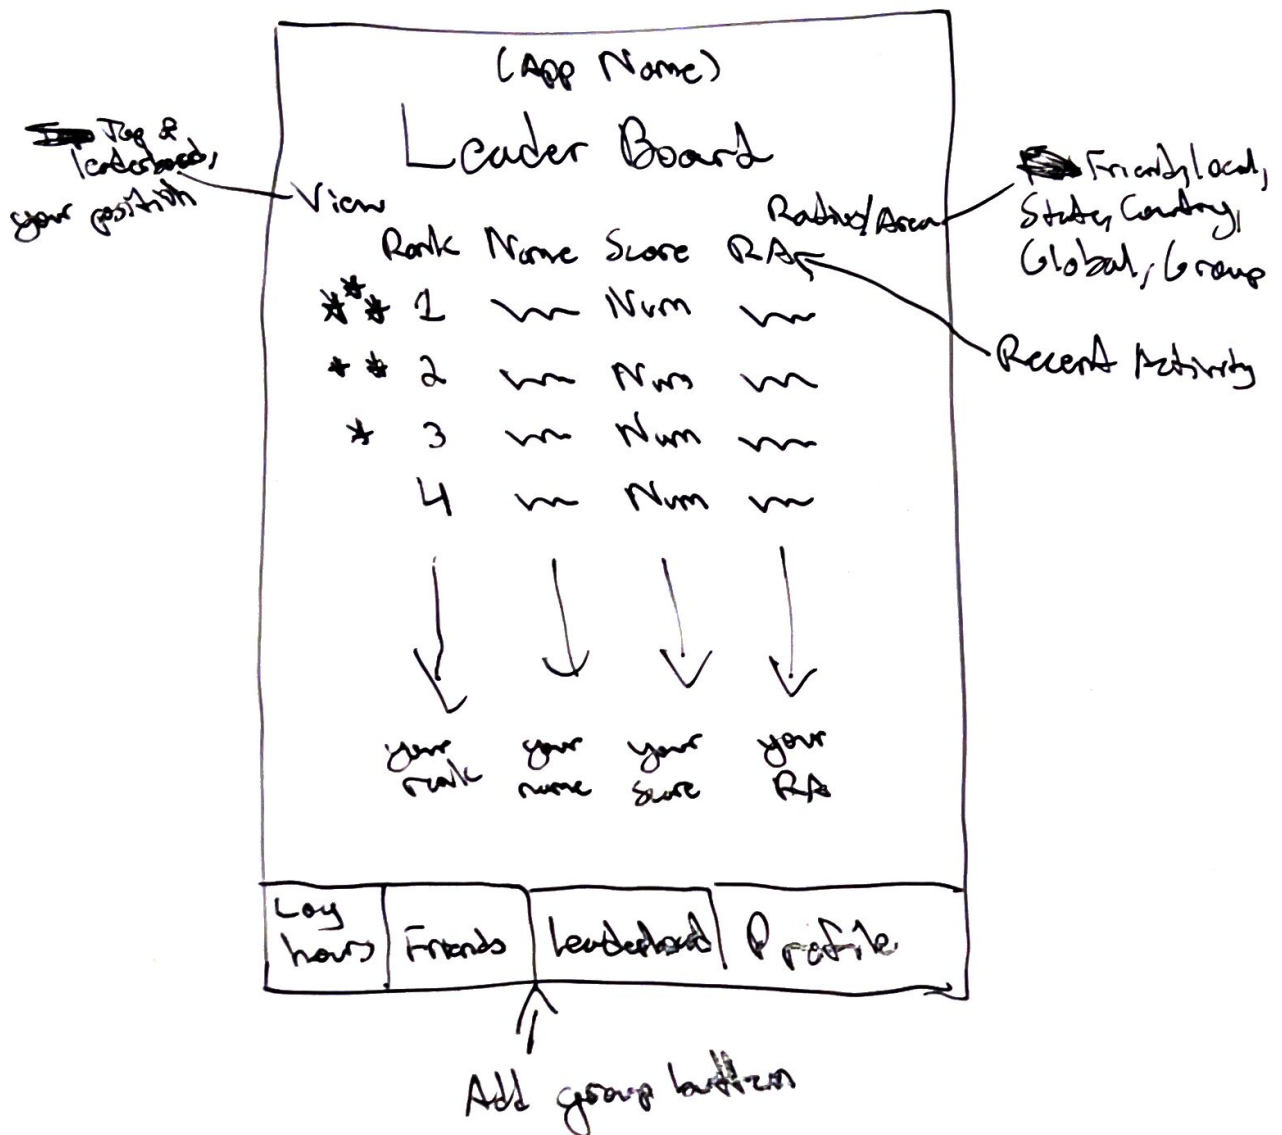 (App Name)
Leader Board
Top of
leaderboard,
your position
View
Radius/Area
Friends, local,
State, Country,
Global, Group
Rank Name Score RA
1 Num
2 Num
3 Num
4 Num
Recent Activity
your your your your
rank name score RA
Log
hours
Friends
Leaderboard
Profile
Add group button